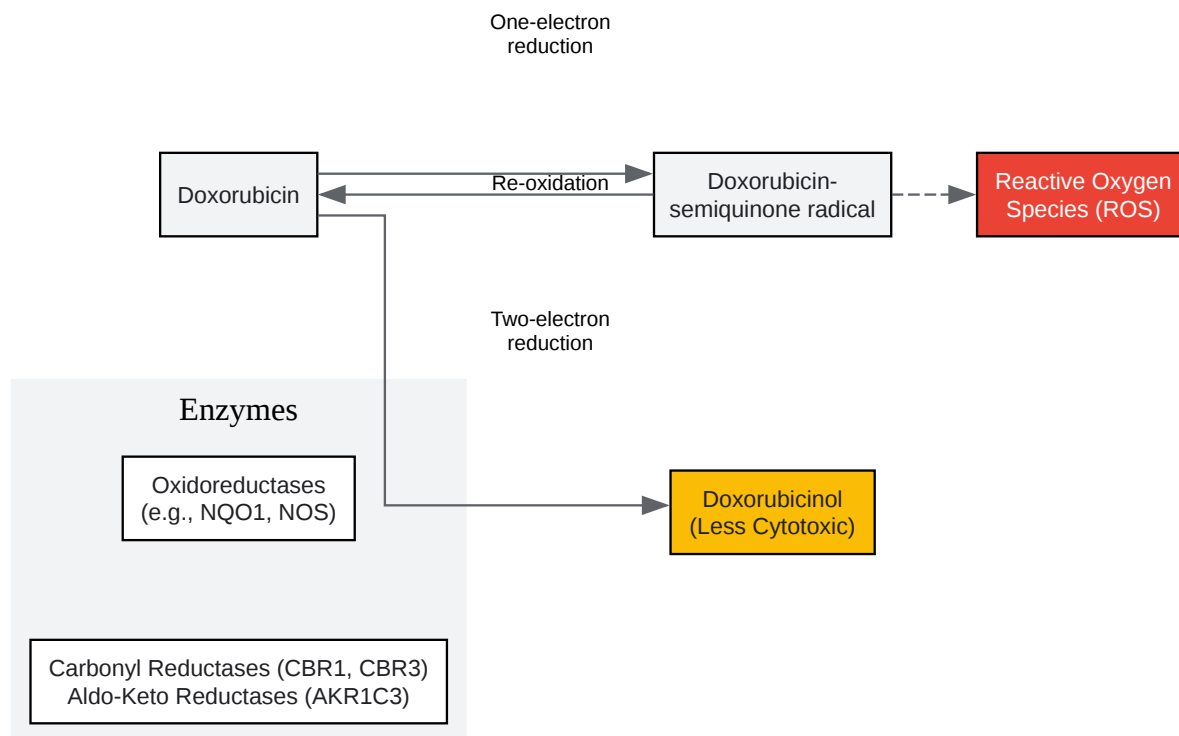 One-electron
reduction
Doxorubicin
Re-oxidation
Doxorubicin-
semiquinone radical
Reactive Oxygen
Species (ROS)
Two-electron
reduction
Enzymes
Oxidoreductases
(e.g., NQO1, NOS)
Doxorubicinol
(Less Cytotoxic)
Carbonyl Reductases (CBR1, CBR3)
Aldo-Keto Reductases (AKR1C3)